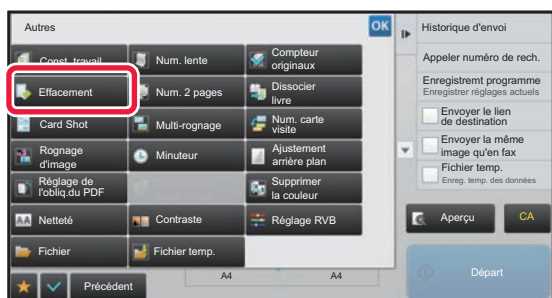 Autres
OK
Const. travail
Num. lente
Compteur
originaux
Effacement
Num. 2 pages
Dissocier
livre
Card Shot
Multi-rognage
Num. carte
visite
Rognage
d'image
Minuteur
Ajustement
arrière plan
Réglage de
l'obliq.du PDF
Supprimer
la couleur
Netteté
Contraste
Réglage RVB
Fichier
Fichier temp.
Précédent
A4
A4
Historique d'envoi
Appeler numéro de rech.
Enregistremt programme
Enregistrer réglages actuels
Envoyer le lien
de destination
Envoyer la même
image qu'en fax
Fichier temp.
Enreg. temp. des données
Aperçu
CA
Départ